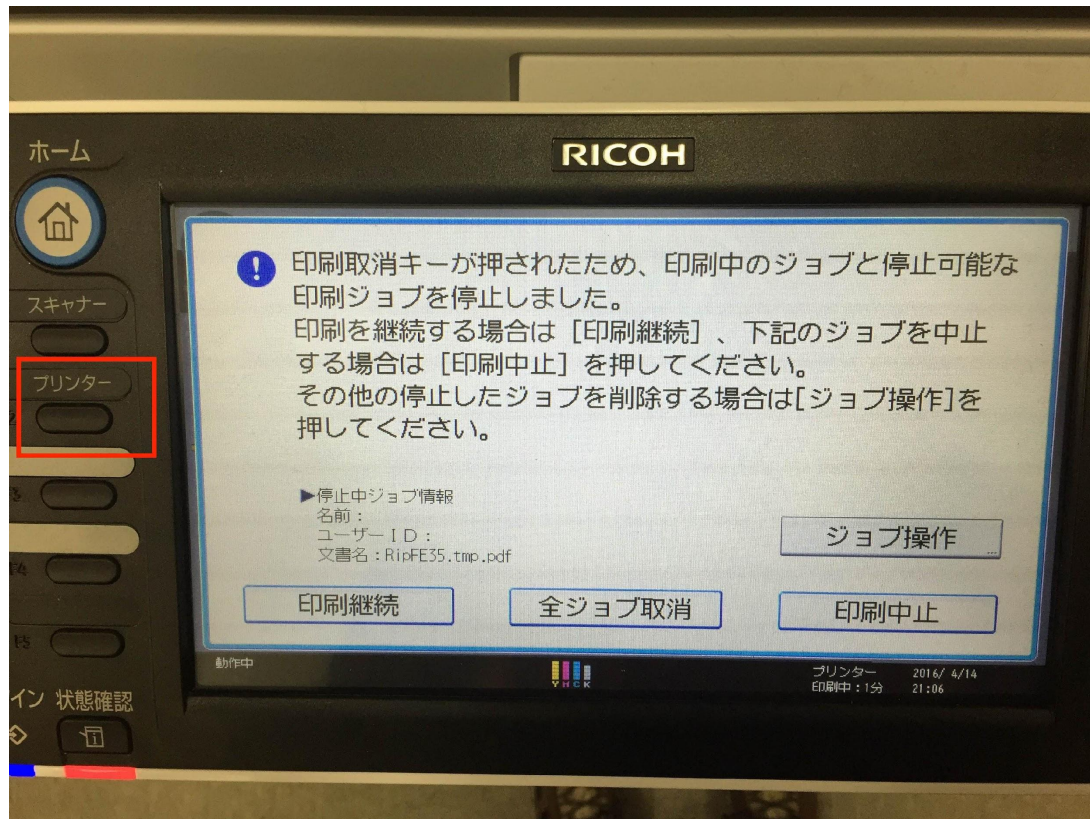 ホーム
RICOH
スキャナー
プリンター
印刷取消キーが押されたため、印刷中のジョブと停止可能な
印刷ジョブを停止しました。
印刷を継続する場合は [印刷継続] 、下記のジョブを中止
する場合は [印刷中止] を押してください。
その他の停止したジョブを削除する場合は[ジョブ操作]を
押してください。
▶停止中ジョブ情報
名前:
ユーザーID:
文書名:RipFE35.tmp.pdf
ジョブ操作
印刷継続
全ジョブ取消
印刷中止
動作中
Y M C K
プリンター 2016/ 4/14
印刷中:1分 21:06
イン 状態確認